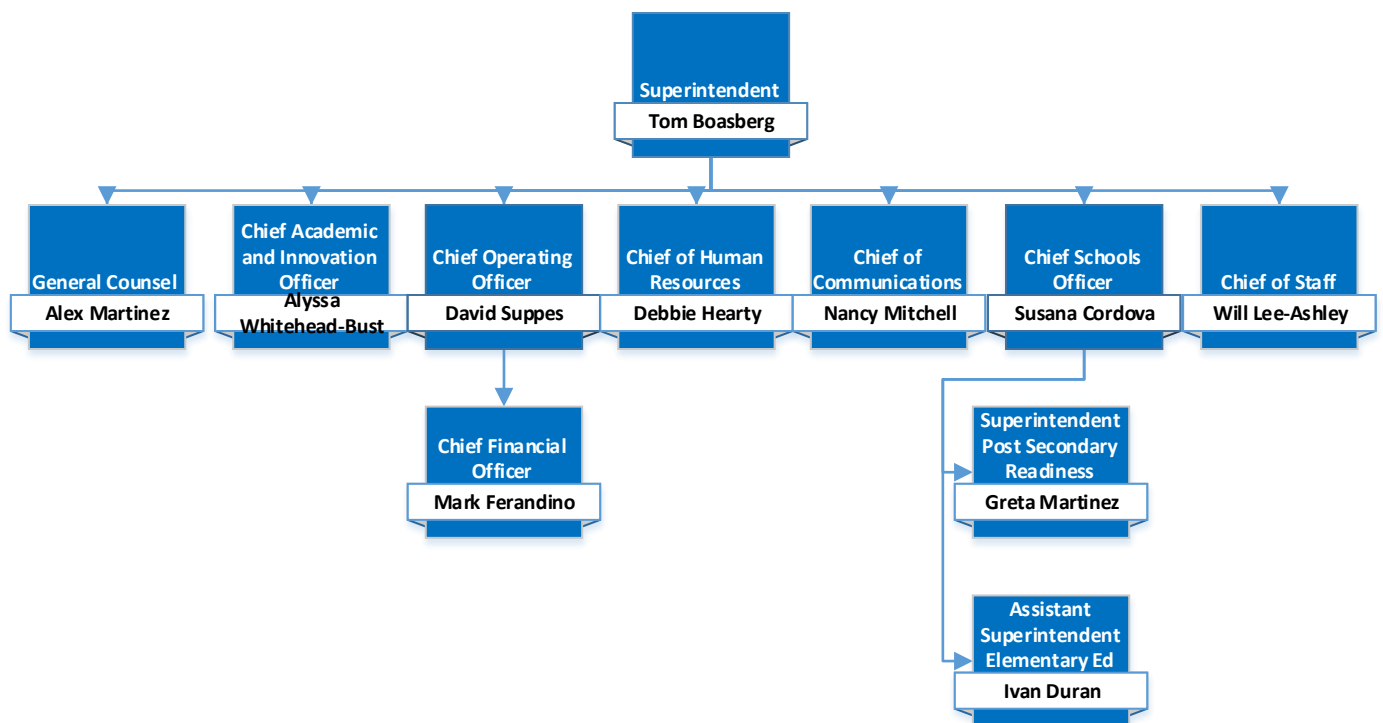 Superintendent
Tom Boasberg
General Counsel
Alex Martinez
Chief Academic
and Innovation
Officer
Alyssa
Whitehead-Bust
Chief Operating
Officer
David Suppes
Chief of Human
Resources
Debbie Hearty
Chief of
Communications
Nancy Mitchell
Chief Schools
Officer
Susana Cordova
Chief of Staff
Will Lee-Ashley
Chief Financial
Officer
Mark Ferandino
Superintendent
Post Secondary
Readiness
Greta Martinez
Assistant
Superintendent
Elementary Ed
Ivan Duran